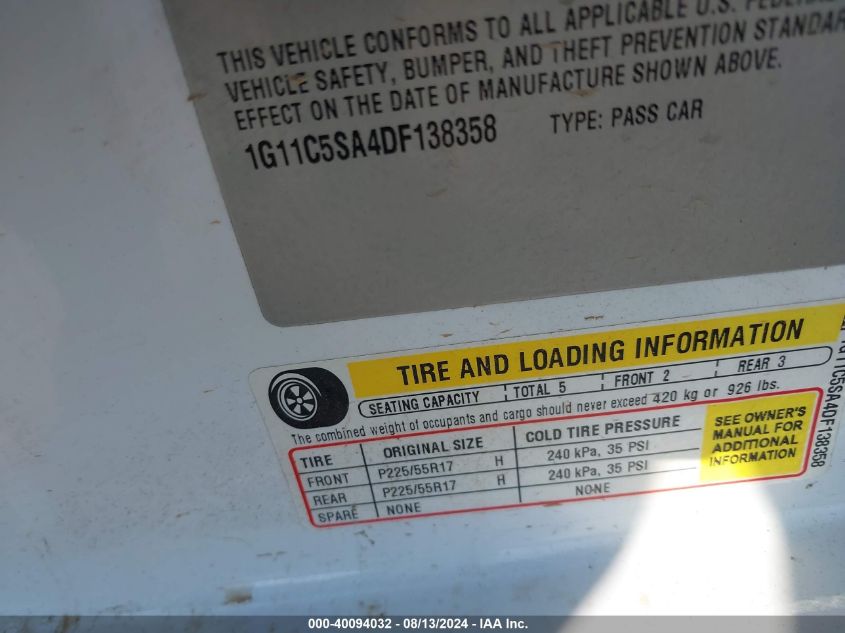 THIS VEHICLE CONFORMS TO ALL APPLICABLE U.S. FEDERAL
VEHICLE SAFETY, BUMPER, AND THEFT PREVENTION STANDAR
EFFECT ON THE DATE OF MANUFACTURE SHOWN ABOVE.
1G11C5SA4DF138358 TYPE: PASS CAR
TIRE AND LOADING INFORMATION
SEATING CAPACITY TOTAL 5 FRONT 2 REAR 3
The combined weight of occupants and cargo should never exceed 420 kg or 926 lbs.
TIRE ORIGINAL SIZE COLD TIRE PRESSURE
FRONT P225/55R17 H 240 kPa, 35 PSI
REAR P225/55R17 H 240 kPa, 35 PSI
SPARE NONE NONE
SEE OWNER'S
MANUAL FOR
ADDITIONAL
INFORMATION
1G11C5SA4DF138358
000-40094032 - 08/13/2024 - IAA Inc.